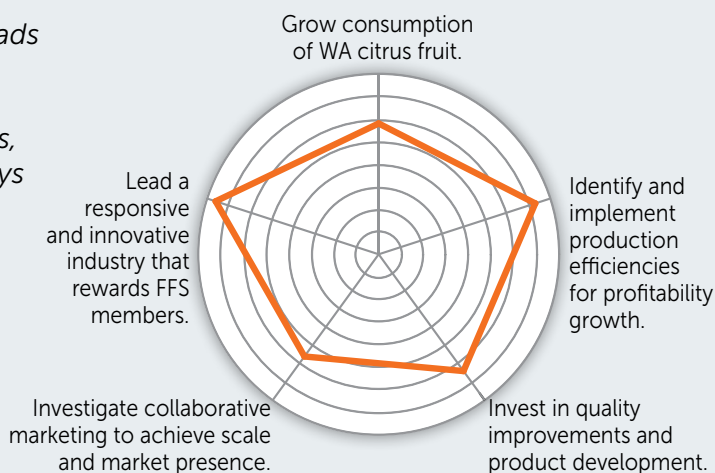 ads
s,
ys
Grow consumption
of WA citrus fruit.
Identify and
implement
production
efficiencies
for profitability
growth.
Invest in quality
improvements and
product development.
Investigate collaborative
marketing to achieve scale
and market presence.
Lead a
responsive
and innovative
industry that
rewards FFS
members.